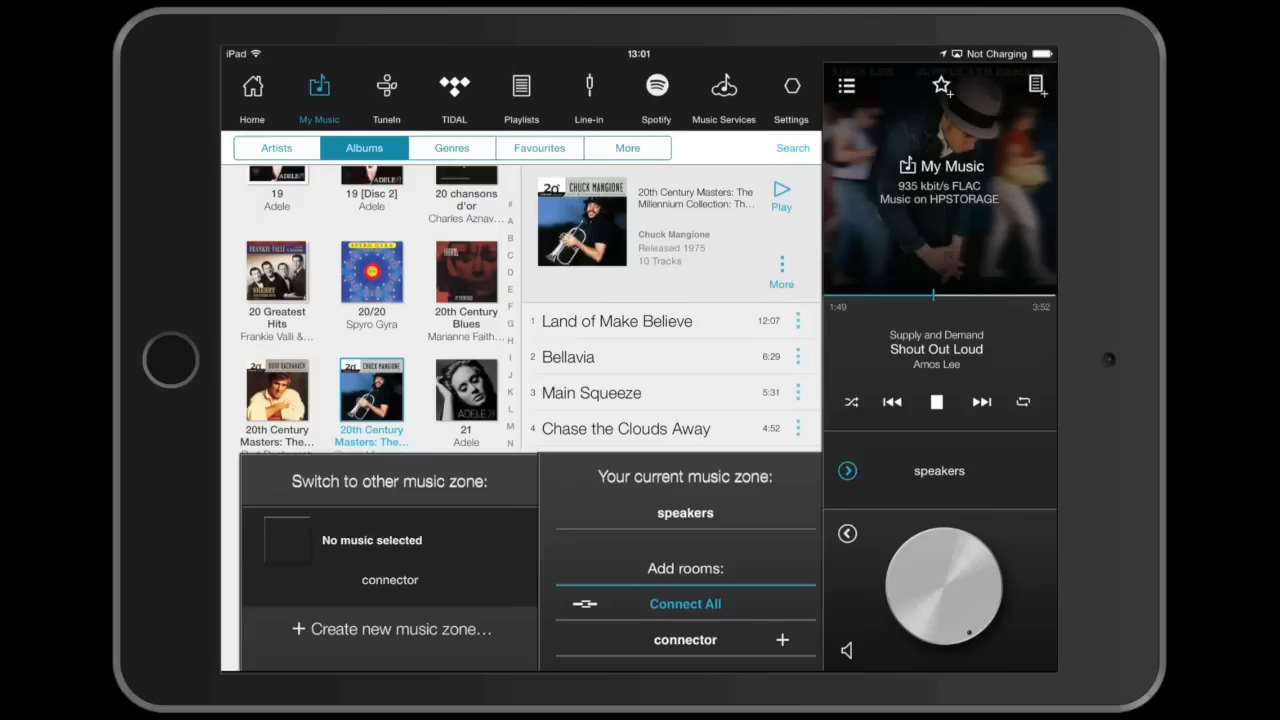 iPad
13:01
Not Charging
Home
My Music
TuneIn
TIDAL
Playlists
Line-in
Spotify
Music Services
Settings
Artists
Albums
Genres
Favourites
More
Search
19
Adele
19 [Disc 2]
Adele
20 chansons
d'or
Charles Aznav...
20 Greatest
Hits
Frankie Valli &...
20/20
Spyro Gyra
20th Century
Blues
Marianne Faith...
20th Century
Masters: The...
20th Century
Masters: The...
21
Adele
#
A
B
C
D
E
F
G
H
I
J
K
L
M
N
CHUCK MANGIONE
20th Century Masters: The
Millennium Collection: Th...
Chuck Mangione
Released 1975
10 Tracks
Play
More
1 Land of Make Believe 12:07
2 Bellavia 6:29
3 Main Squeeze 5:31
4 Chase the Clouds Away 4:52
Switch to other music zone:
No music selected
connector
+ Create new music zone...
Your current music zone:
speakers
Add rooms:
Connect All
connector +
My Music
935 kbit/s FLAC
Music on HPSTORAGE
1:49
3:52
Supply and Demand
Shout Out Loud
Amos Lee
speakers